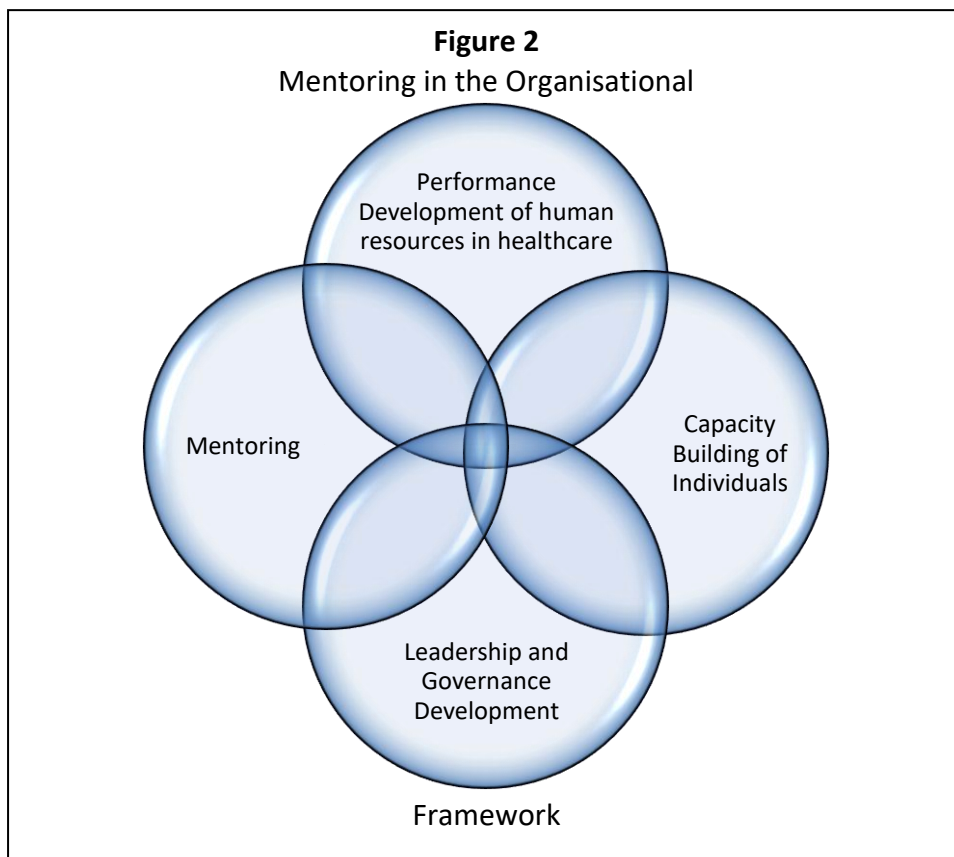 Figure 2
Mentoring in the Organisational
Performance
Development of human
resources in healthcare
Mentoring
Capacity
Building of
Individuals
Leadership and
Governance
Development
Framework